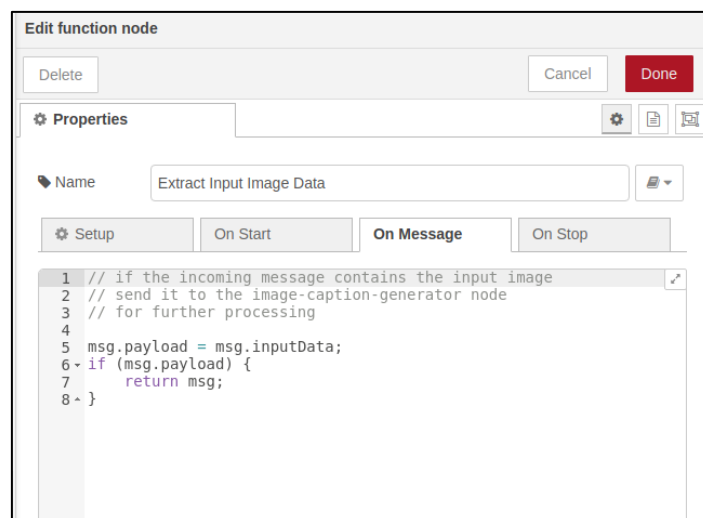 Edit function node
Delete Cancel Done
Properties
Name Extract Input Image Data
Setup On Start On Message On Stop
1 // if the incoming message contains the input image
2 // send it to the image-caption-generator node
3 // for further processing
4
5 msg.payload = msg.inputData;
6 if (msg.payload) {
7     return msg;
8 }